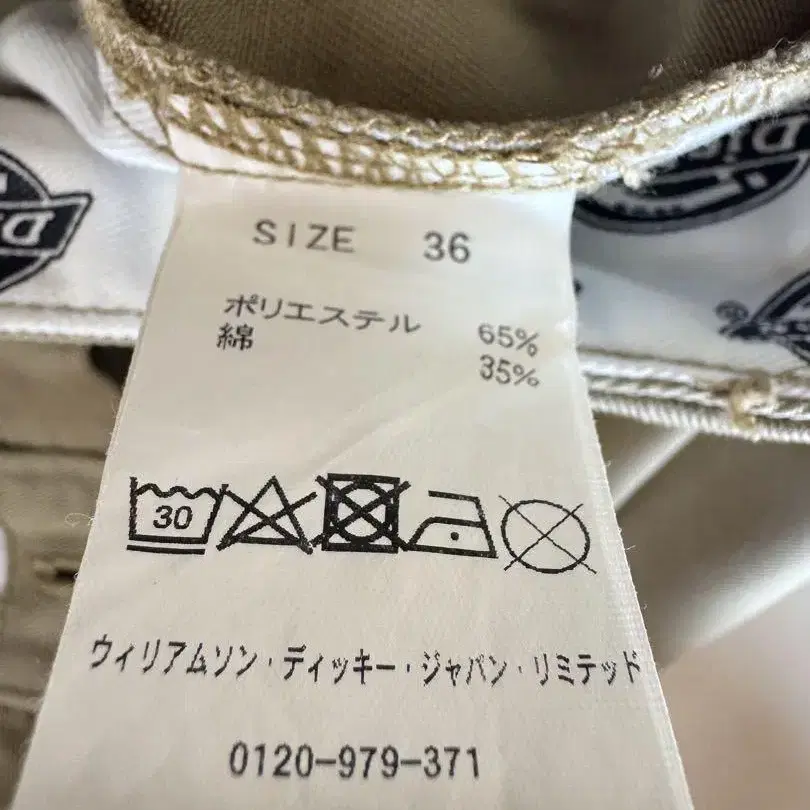 SIZE 36
ポリエステル 65%
綿 35%
30
ウィリアムソン・ディッキー・ジャパン・リミテッド
0120-979-371